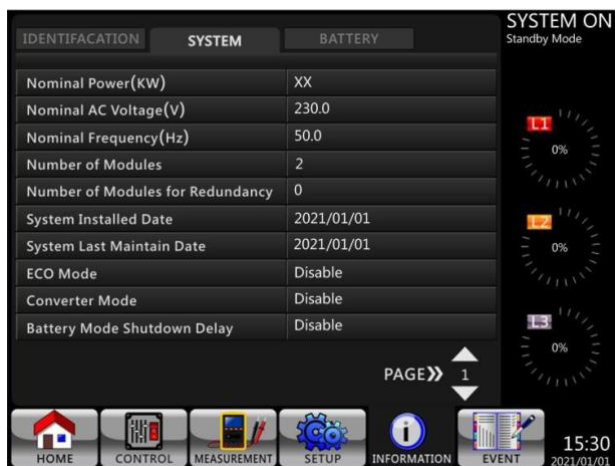 IDENTIFACATION SYSTEM BATTERY
SYSTEM ON
Standby Mode
Nominal Power(KW) XX
Nominal AC Voltage(V) 230.0
Nominal Frequency(Hz) 50.0
Number of Modules 2
Number of Modules for Redundancy 0
System Installed Date 2021/01/01
System Last Maintain Date 2021/01/01
ECO Mode Disable
Converter Mode Disable
Battery Mode Shutdown Delay Disable
L1
0%
L2
0%
L3
0%
PAGE 1
HOME CONTROL MEASUREMENT SETUP INFORMATION EVENT
15:30
2021/01/01